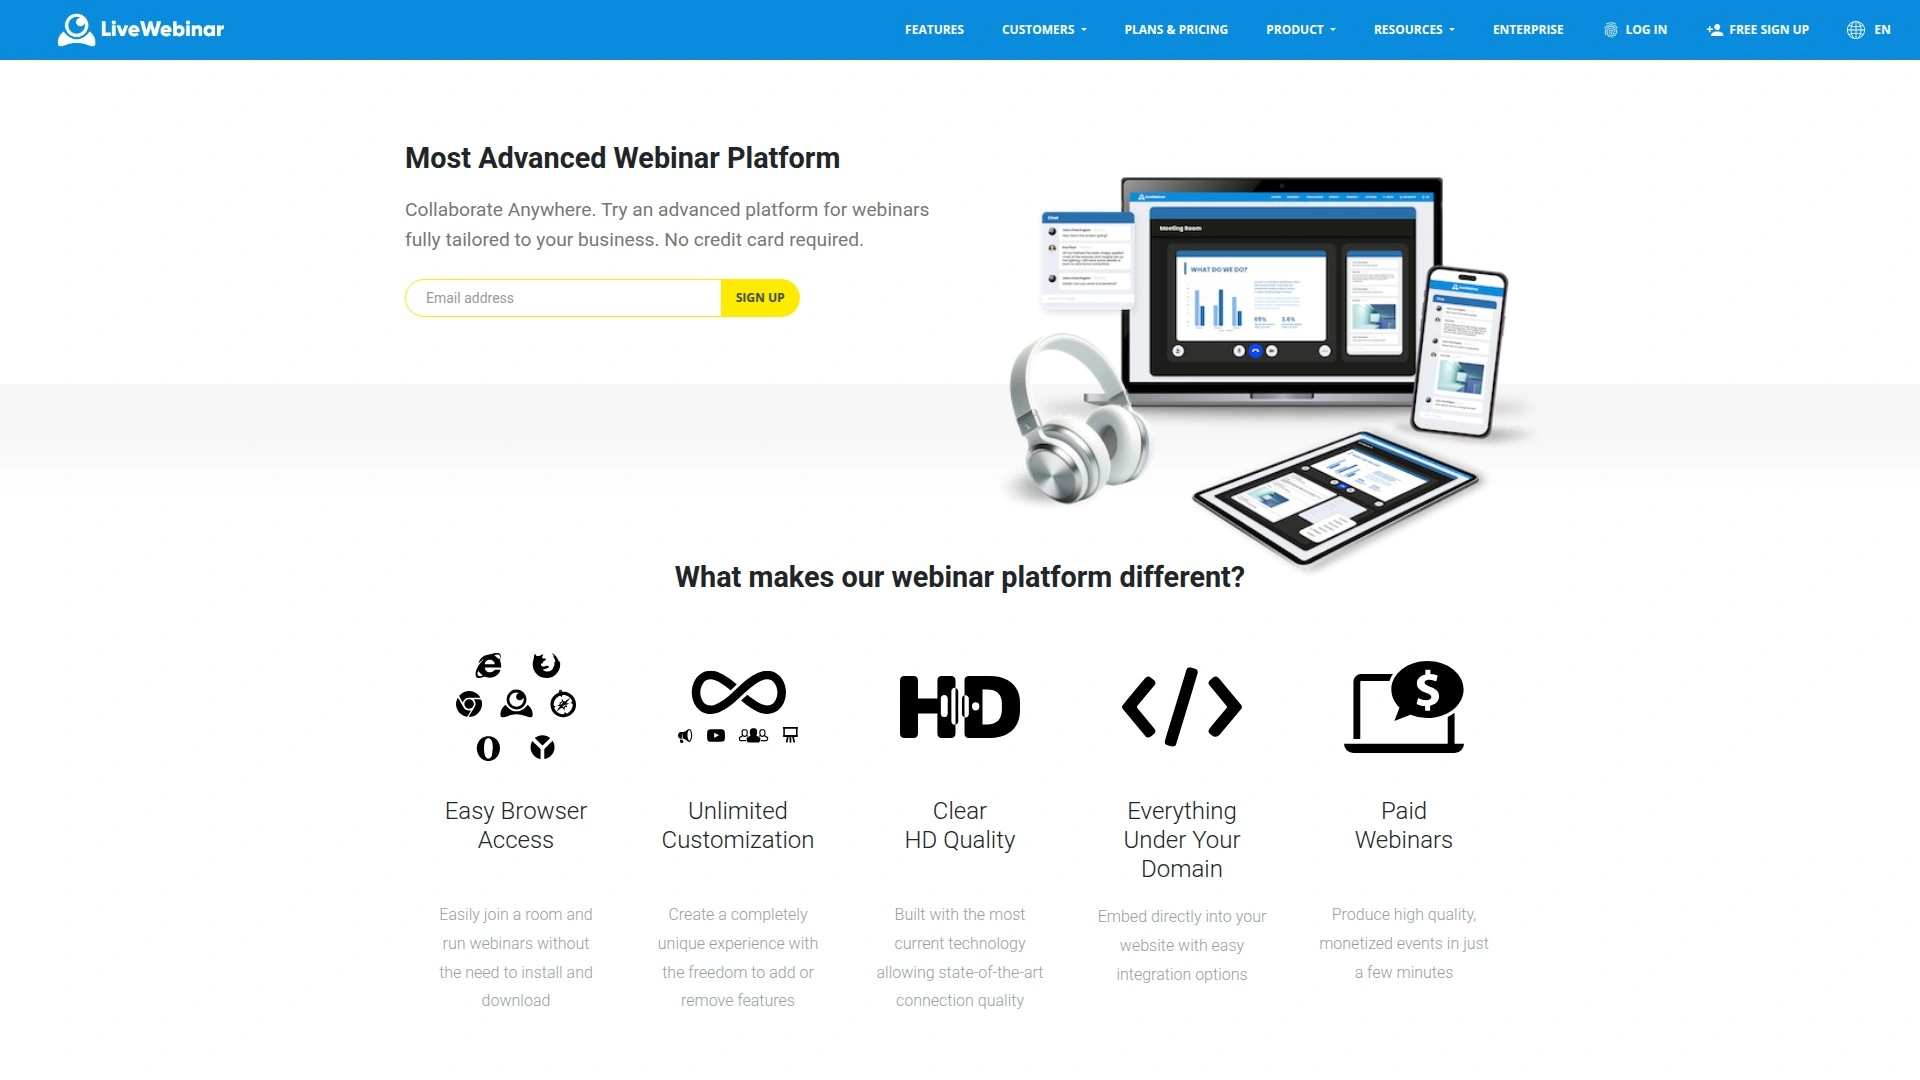 LiveWebinar
FEATURES
CUSTOMERS
PLANS & PRICING
PRODUCT
RESOURCES
ENTERPRISE
LOG IN
FREE SIGN UP
EN
Most Advanced Webinar Platform
Collaborate Anywhere. Try an advanced platform for webinars
fully tailored to your business. No credit card required.
Email address
SIGN UP
Chat
LiveWebinar
Meeting Room
WHAT DO WE DO?
65%
3,6%
What makes our webinar platform different?
HD
Easy Browser
Access
Easily join a room and
run webinars without
the need to install and
download
Unlimited
Customization
Create a completely
unique experience with
the freedom to add or
remove features
Clear
HD Quality
Built with the most
current technology
allowing state-of-the-art
connection quality
Everything
Under Your
Domain
Embed directly into your
website with easy
integration options
$
Paid
Webinars
Produce high quality,
monetized events in just
a few minutes